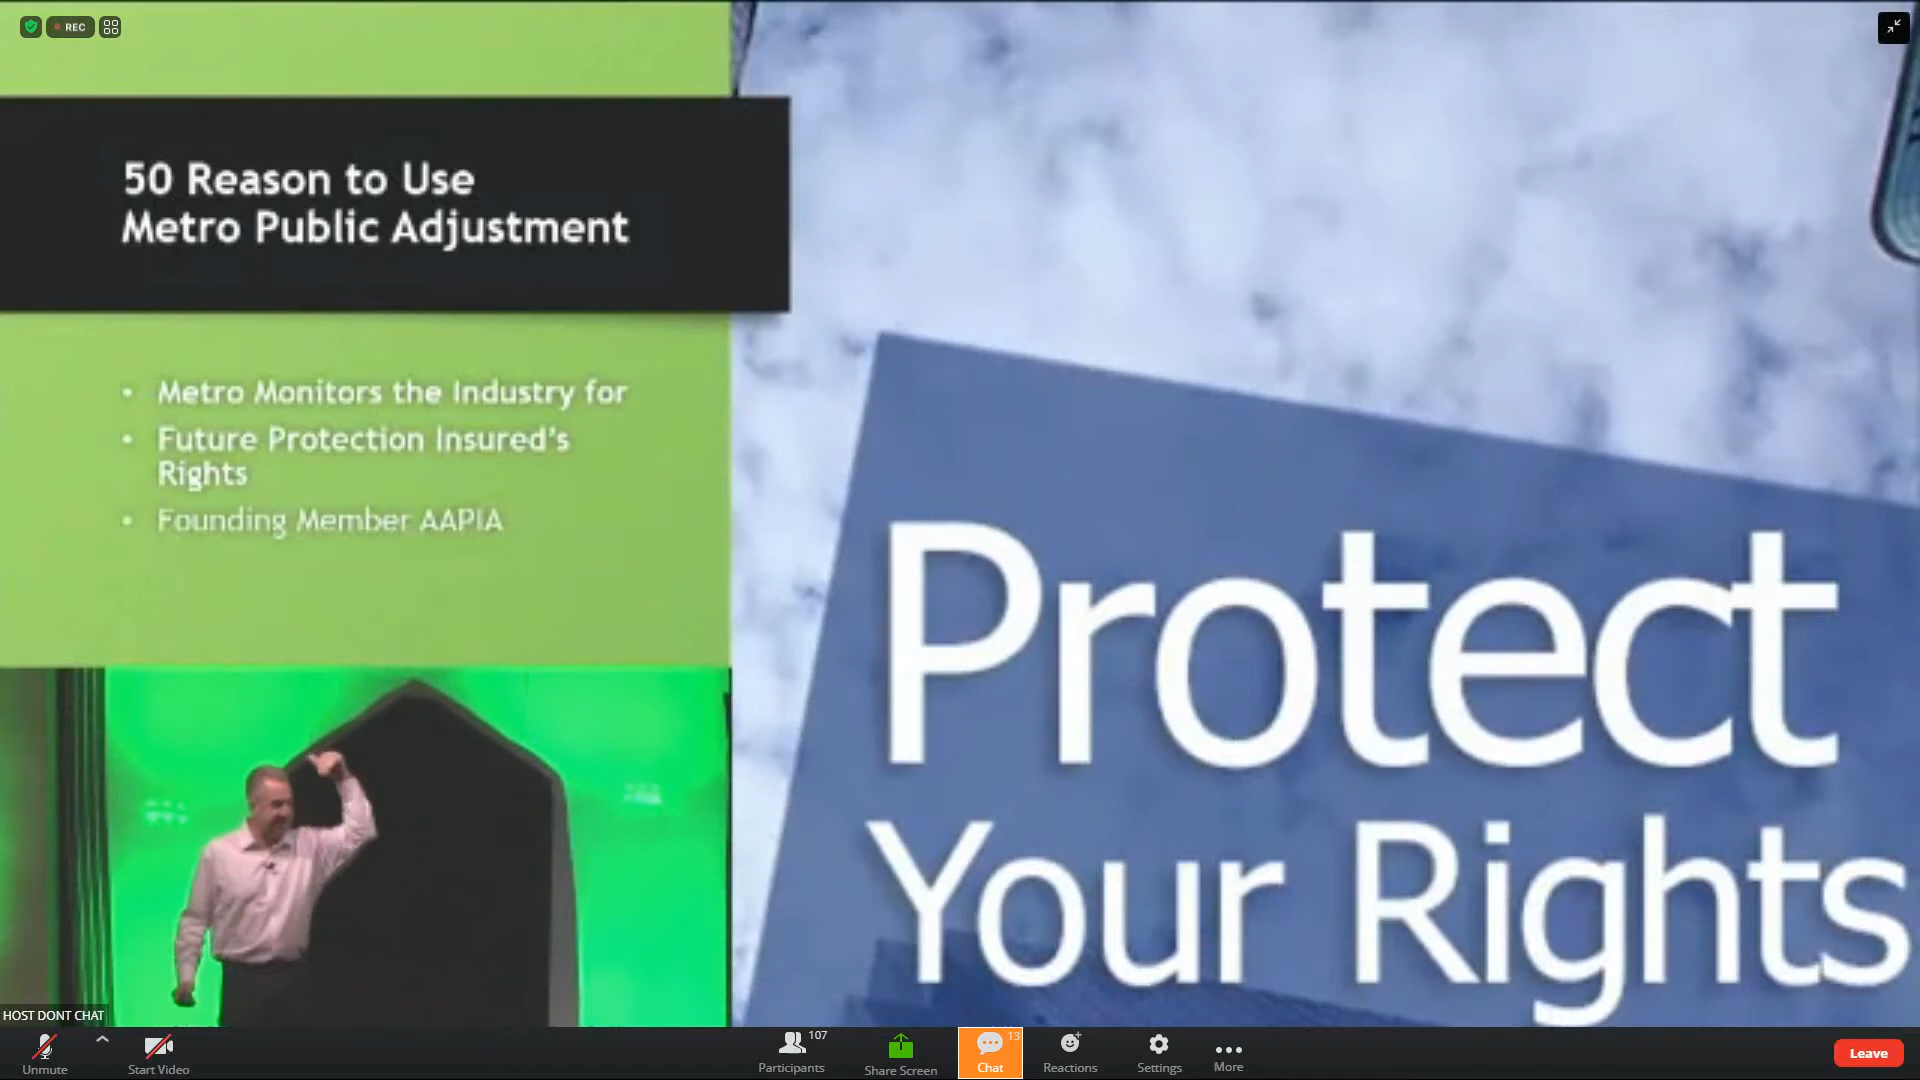 REC
50 Reason to Use
Metro Public Adjustment
• Metro Monitors the Industry for
• Future Protection Insured's
Rights
• Founding Member AAPIA
Protect
Your Rights
HOST DONT CHAT
Unmute
Start Video
107
Participants
Share Screen
13
Chat
Reactions
Settings
More
Leave